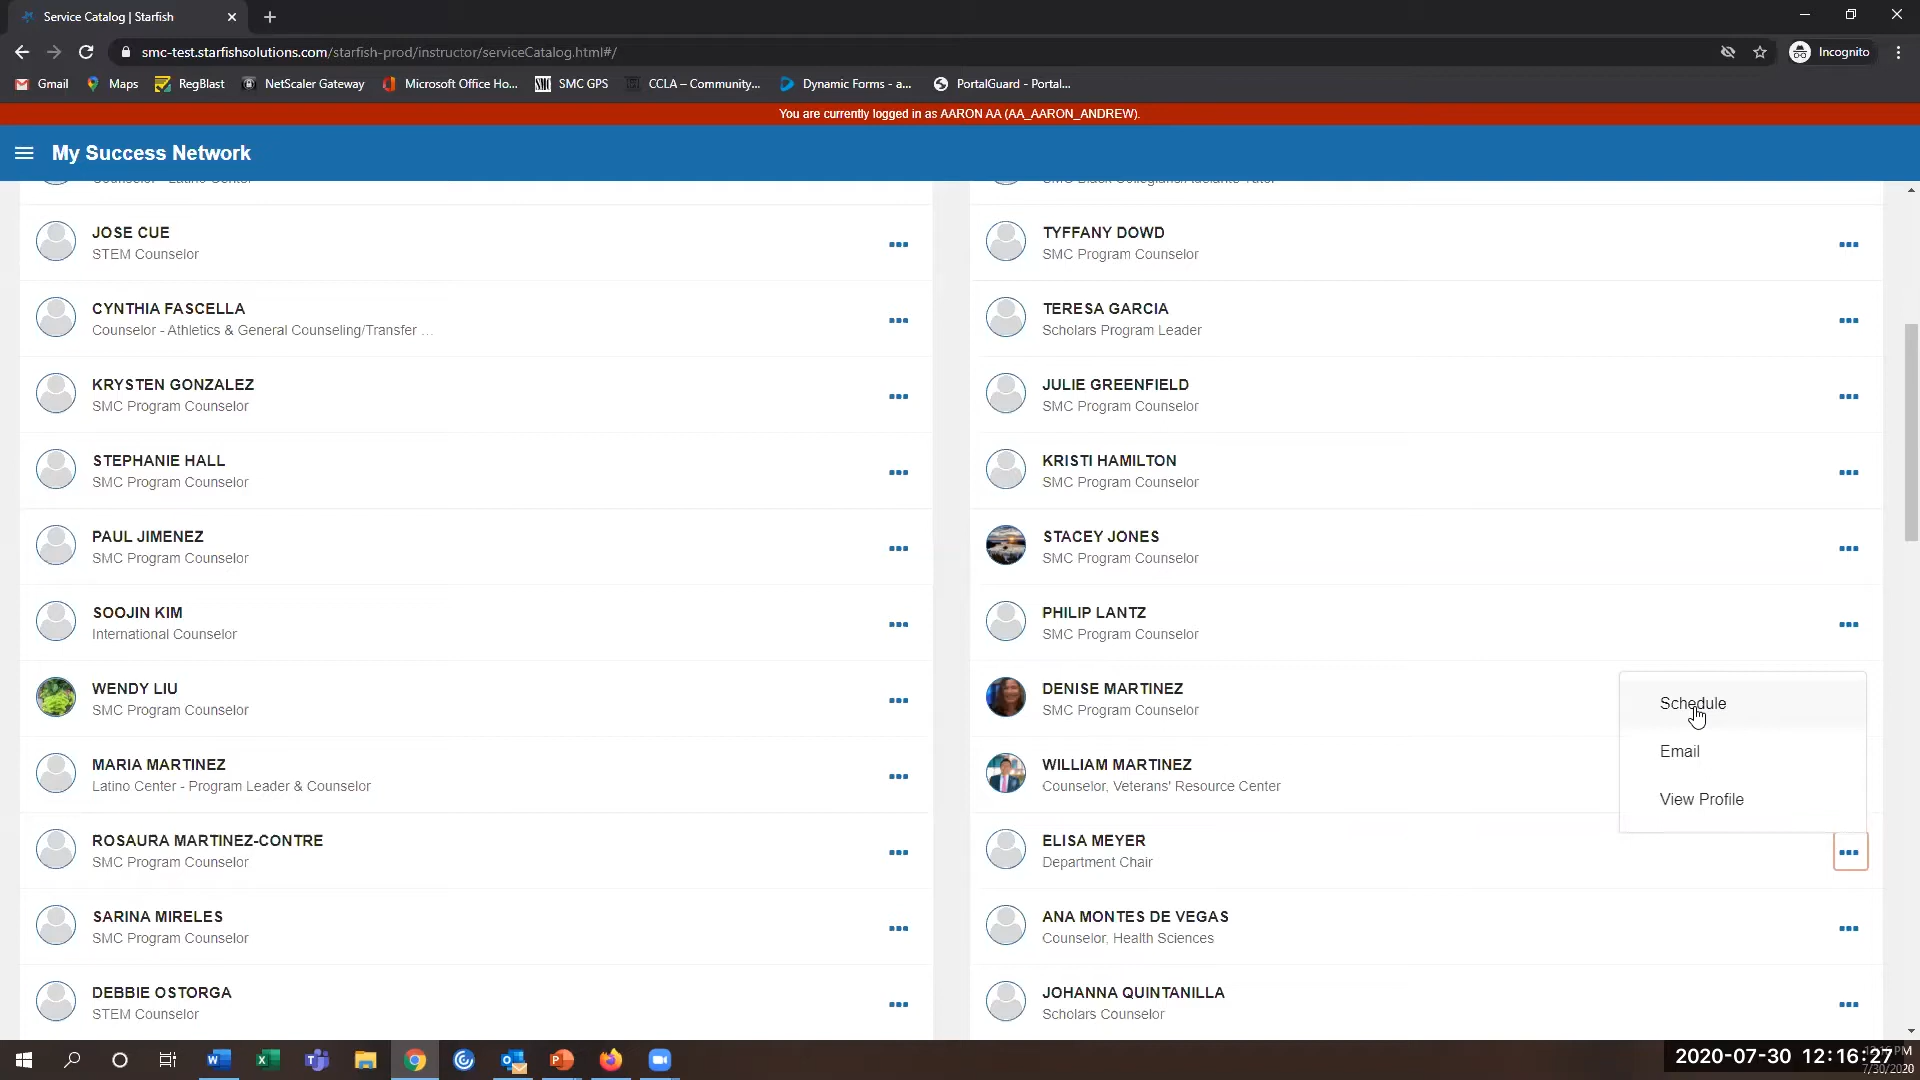 Service Catalog | Starfish
smc-test.starfishsolutions.com/starfish-prod/instructor/serviceCatalog.html#/
Incognito
Gmail
Maps
RegBlast
NetScaler Gateway
Microsoft Office Ho...
SMC GPS
CCLA – Community...
Dynamic Forms - a...
PortalGuard - Portal...
You are currently logged in as AARON AA (AA_AARON_ANDREW).
My Success Network
JOSE CUE
STEM Counselor
TYFFANY DOWD
SMC Program Counselor
CYNTHIA FASCELLA
Counselor - Athletics & General Counseling/Transfer ...
TERESA GARCIA
Scholars Program Leader
KRYSTEN GONZALEZ
SMC Program Counselor
JULIE GREENFIELD
SMC Program Counselor
STEPHANIE HALL
SMC Program Counselor
KRISTI HAMILTON
SMC Program Counselor
PAUL JIMENEZ
SMC Program Counselor
STACEY JONES
SMC Program Counselor
SOOJIN KIM
International Counselor
PHILIP LANTZ
SMC Program Counselor
WENDY LIU
SMC Program Counselor
DENISE MARTINEZ
SMC Program Counselor
Schedule
Email
View Profile
MARIA MARTINEZ
Latino Center - Program Leader & Counselor
WILLIAM MARTINEZ
Counselor, Veterans' Resource Center
ROSAURA MARTINEZ-CONTRE
SMC Program Counselor
ELISA MEYER
Department Chair
SARINA MIRELES
SMC Program Counselor
ANA MONTES DE VEGAS
Counselor, Health Sciences
DEBBIE OSTORGA
STEM Counselor
JOHANNA QUINTANILLA
Scholars Counselor
2020-07-30 12:16:27
7/30/2020